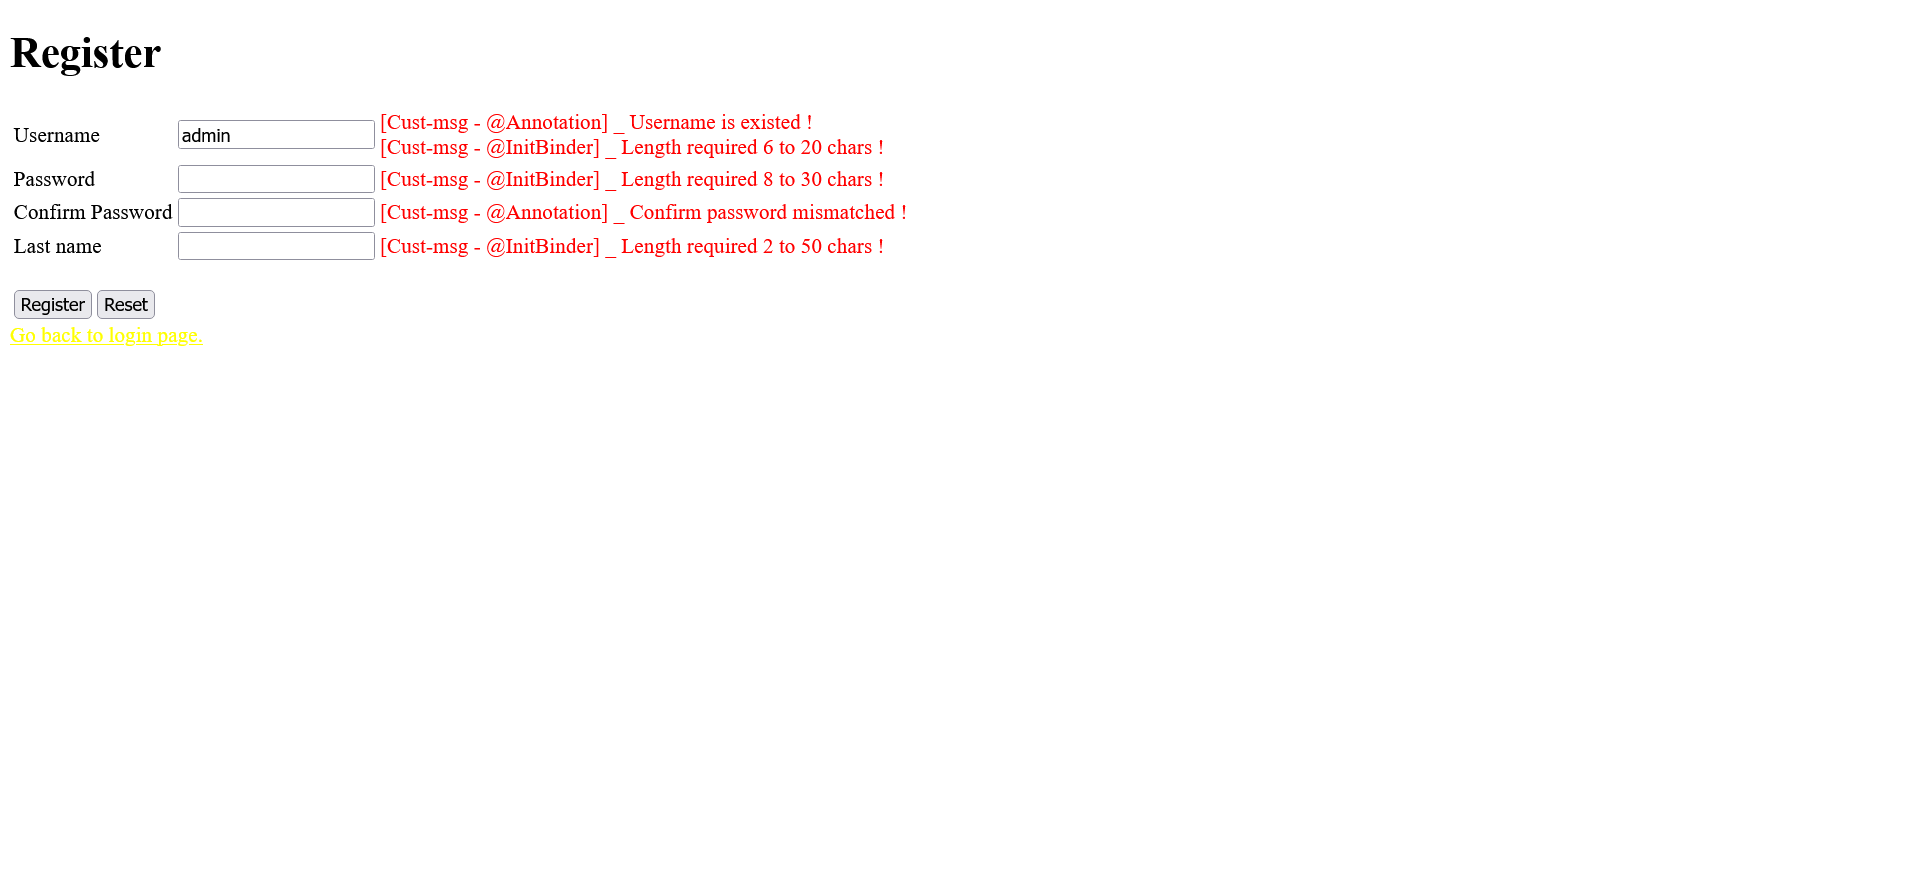 Register
Username admin [Cust-msg - @Annotation] _ Username is existed !
[Cust-msg - @InitBinder] _ Length required 6 to 20 chars !
Password [Cust-msg - @InitBinder] _ Length required 8 to 30 chars !
Confirm Password [Cust-msg - @Annotation] _ Confirm password mismatched !
Last name [Cust-msg - @InitBinder] _ Length required 2 to 50 chars !
Register Reset
Go back to login page.